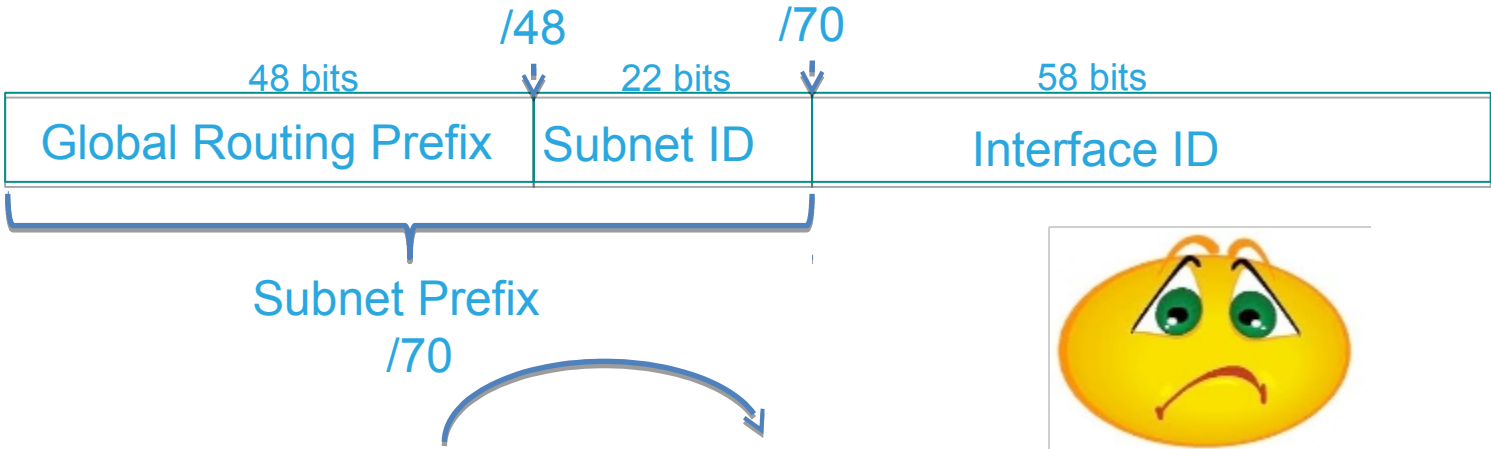 /48 /70
48 bits 22 bits 58 bits
Global Routing Prefix Subnet ID Interface ID
Subnet Prefix
/70